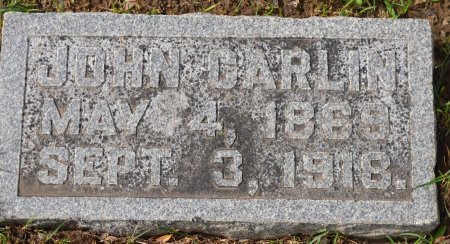 JOHN CARLIN
MAY 4, 1869
SEPT. 3, 1918.